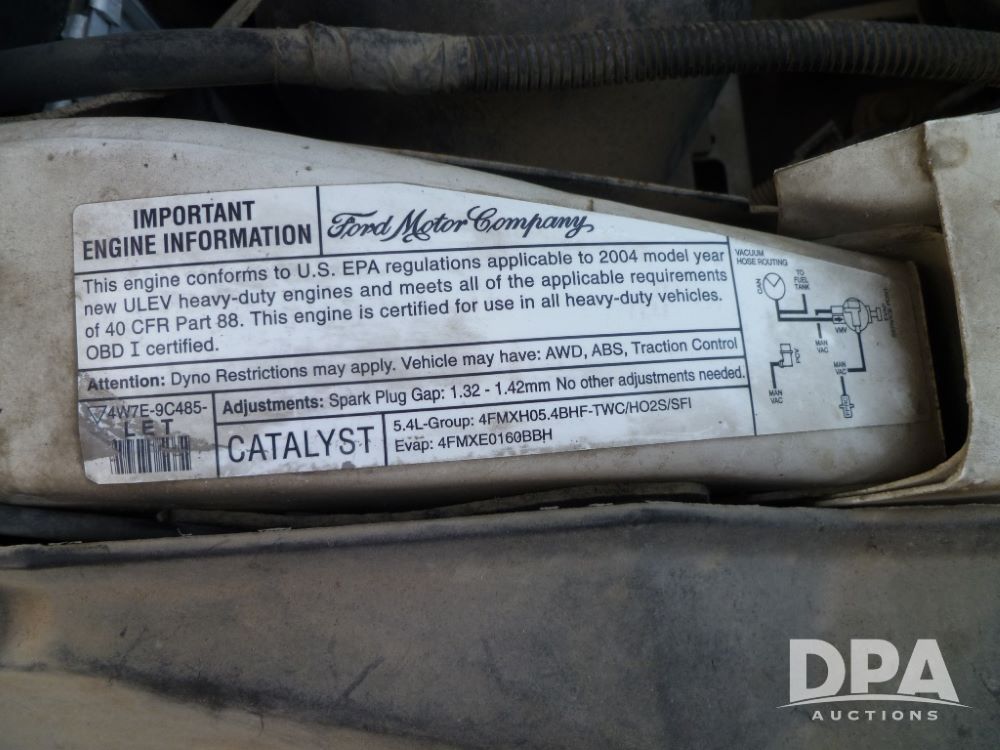 IMPORTANT
ENGINE INFORMATION
Ford Motor Company
This engine conforms to U.S. EPA regulations applicable to 2004 model year
new ULEV heavy-duty engines and meets all of the applicable requirements
of 40 CFR Part 88. This engine is certified for use in all heavy-duty vehicles.
OBD I certified.
Attention: Dyno Restrictions may apply. Vehicle may have: AWD, ABS, Traction Control
74W7E-9C485-
LET
Adjustments: Spark Plug Gap: 1.32 - 1.42mm No other adjustments needed.
CATALYST
5.4L-Group: 4FMXH05.4BHF-TWC/HO2S/SFI
Evap: 4FMXE0160BBH
VACUUM
HOSE ROUTING
CAN
TO
FUEL
TANK
MAN
VAC
VMV
PCV
MAN
VAC
MAN
VAC
DPA
AUCTIONS